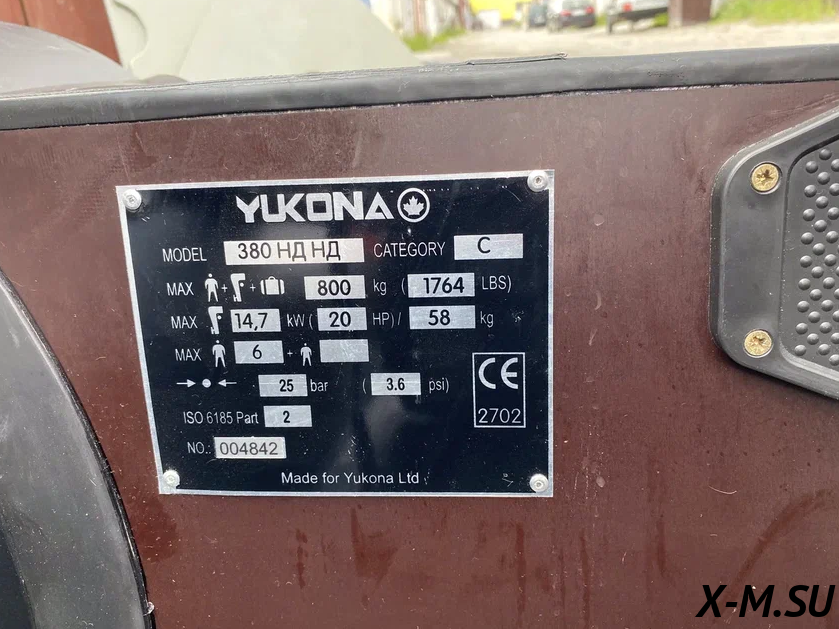 YUKONA
MODEL 380 НД НД CATEGORY C
MAX + + 800 kg ( 1764 LBS)
MAX 14,7 kW ( 20 HP) / 58 kg
MAX 6 +
25 bar ( 3.6 psi)
CE
2702
ISO 6185 Part 2
NO.: 004842
Made for Yukona Ltd
X-M.SU